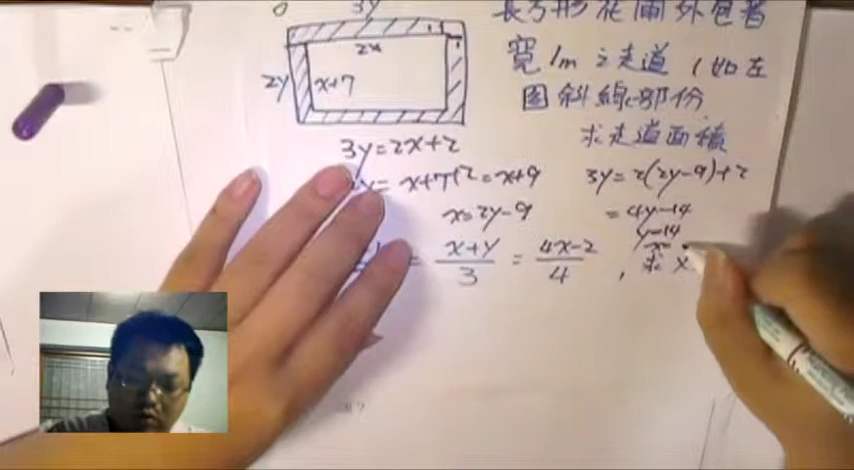 3y
2x
2y
x+7
長方形花圃外包著
寬1m之走道(如左
圖斜線部份
求走道面積
3y=2x+2
y= x+7+2=x+9
x=2y-9
3y=2(2y-9)+2
=4y-14
y=14
= x+y/3 = 4x-2/4 , 求x